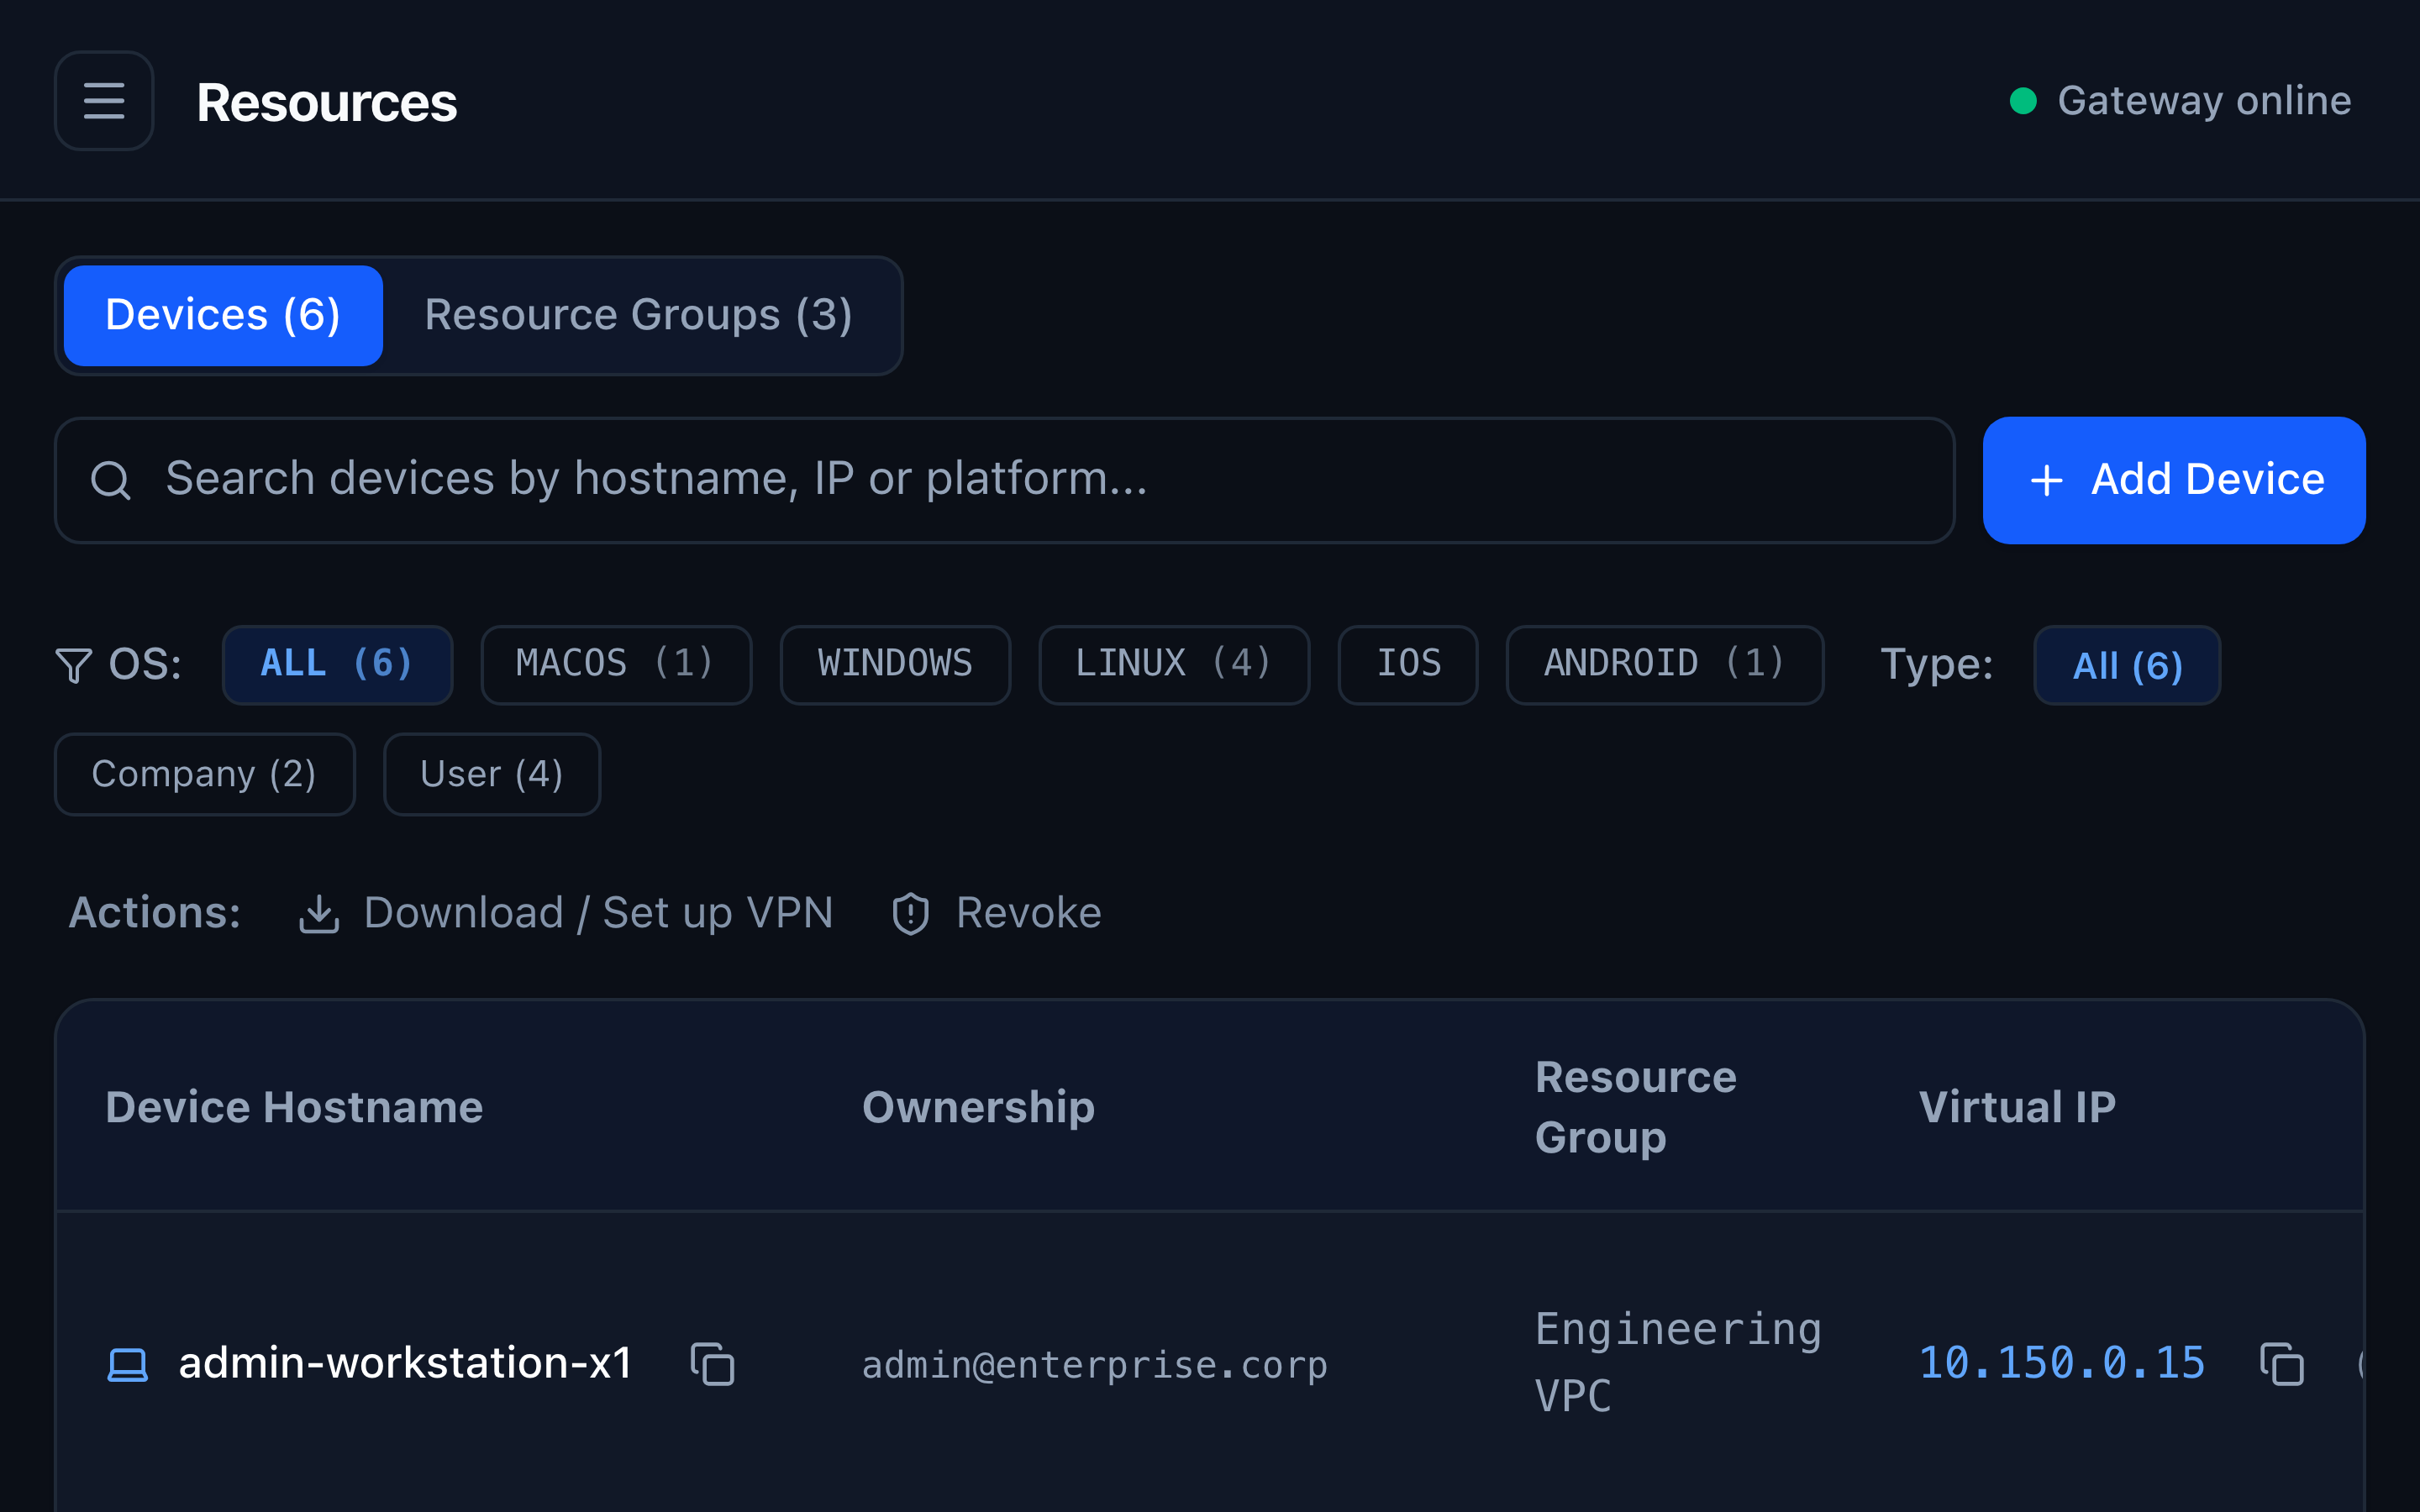 Resources
Gateway online
Devices (6)
Resource Groups (3)
Search devices by hostname, IP or platform...
Add Device
OS:
ALL (6)
MACOS (1)
WINDOWS
LINUX (4)
IOS
ANDROID (1)
Type:
All (6)
Company (2)
User (4)
Actions:
Download / Set up VPN
Revoke
Device Hostname
Ownership
Resource
Group
Virtual IP
admin-workstation-x1
admin@enterprise.corp
Engineering
VPC
10.150.0.15